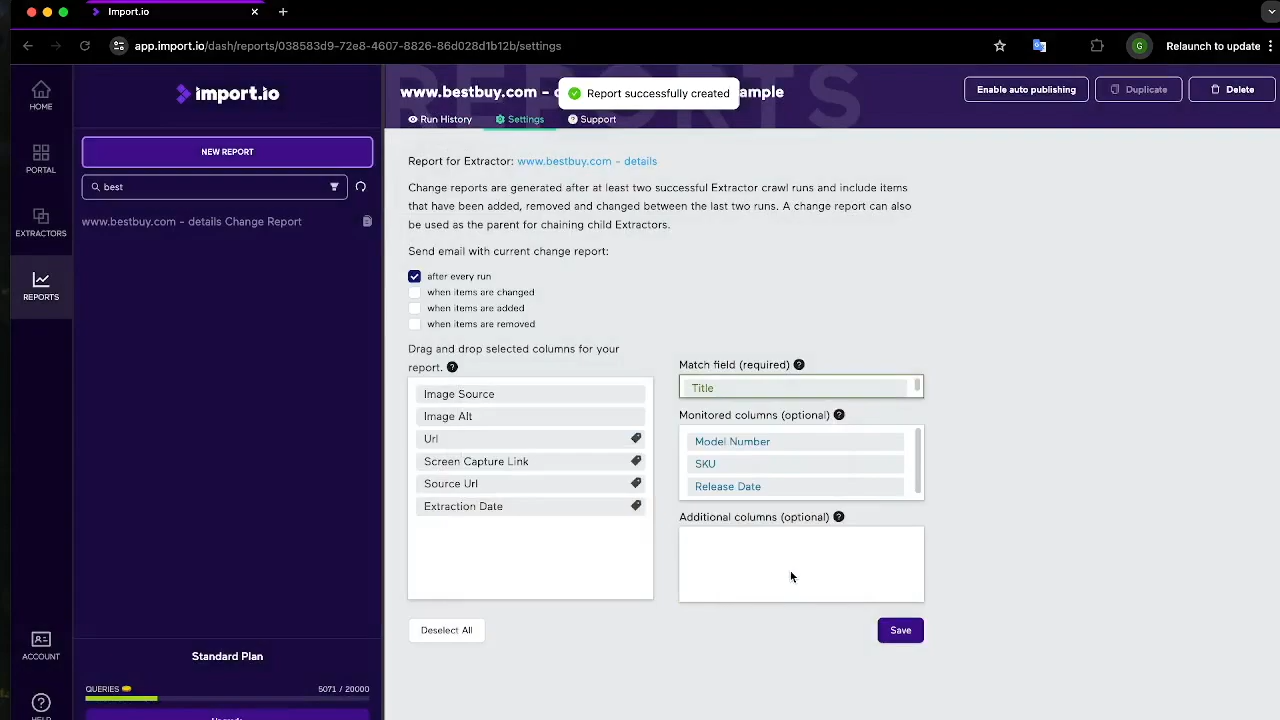 Import.io
app.import.io/dash/reports/038583d9-72e8-4607-8826-86d028d1b12b/settings
G
Relaunch to update
HOME
PORTAL
EXTRACTORS
REPORTS
ACCOUNT
import.io
NEW REPORT
best
www.bestbuy.com - details Change Report
Standard Plan
QUERIES
5071 / 20000
REPORTS
www.bestbuy.com -
ample
Report successfully created
Enable auto publishing
Duplicate
Delete
Run History
Settings
Support
Report for Extractor: www.bestbuy.com - details
Change reports are generated after at least two successful Extractor crawl runs and include items
that have been added, removed and changed between the last two runs. A change report can also
be used as the parent for chaining child Extractors.
Send email with current change report:
after every run
when items are changed
when items are added
when items are removed
Drag and drop selected columns for your
report.
Image Source
Image Alt
Url
Screen Capture Link
Source Url
Extraction Date
Deselect All
Match field (required)
Title
Monitored columns (optional)
Model Number
SKU
Release Date
Additional columns (optional)
Save